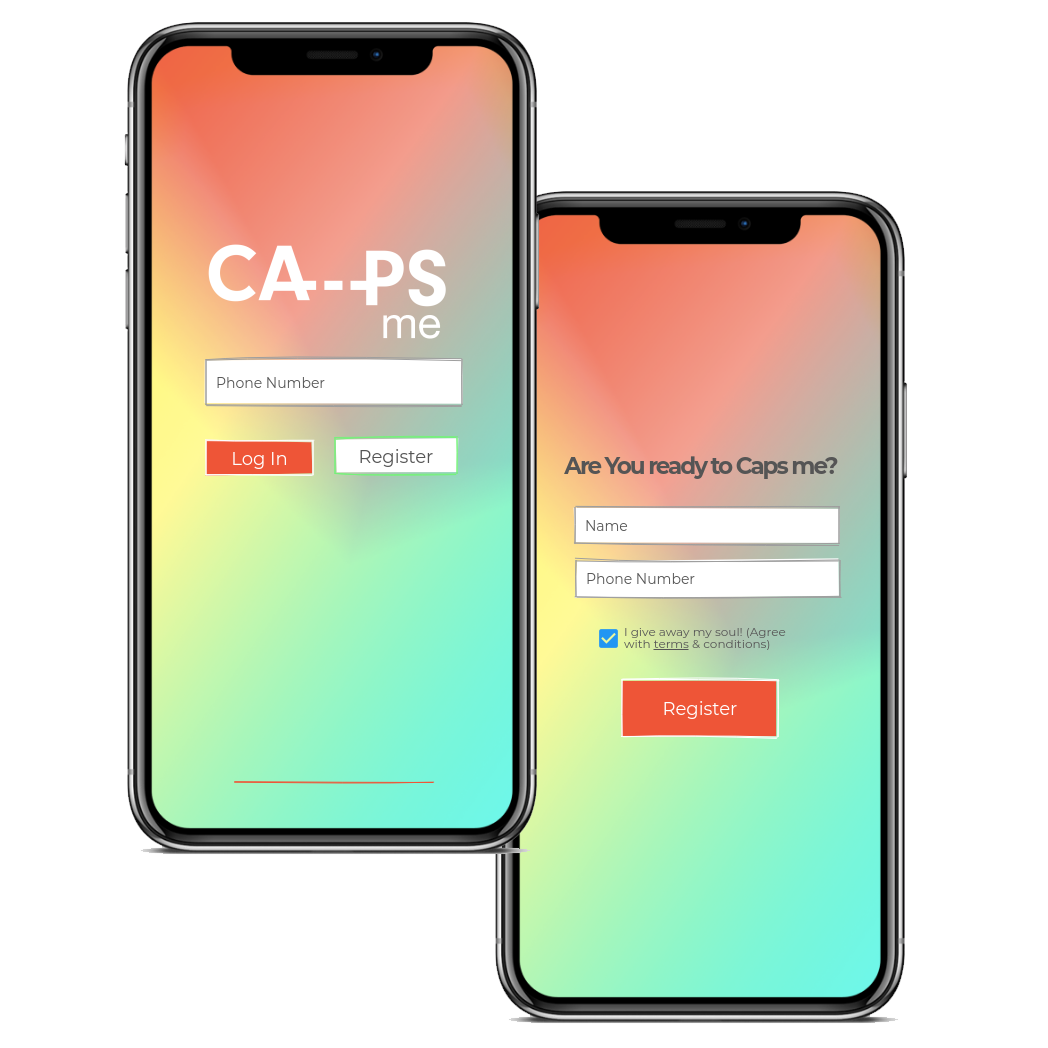 CA--PS
me
Phone Number
Log In
Register
Are You ready to Caps me?
Name
Phone Number
I give away my soul! (Agree
with terms & conditions)
Register